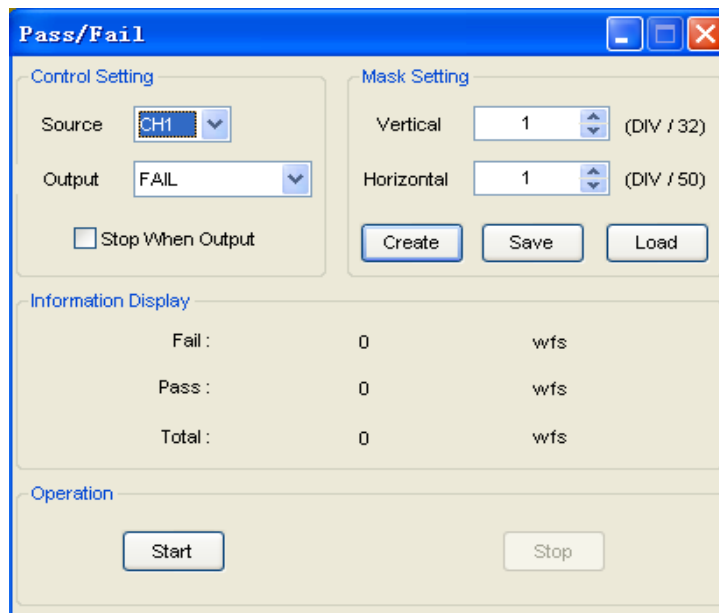 Pass/Fail
Control Setting
Source CH1
Output FAIL
Stop When Output
Mask Setting
Vertical 1 (DIV / 32)
Horizontal 1 (DIV / 50)
Create Save Load
Information Display
Fail : 0 wfs
Pass : 0 wfs
Total : 0 wfs
Operation
Start Stop